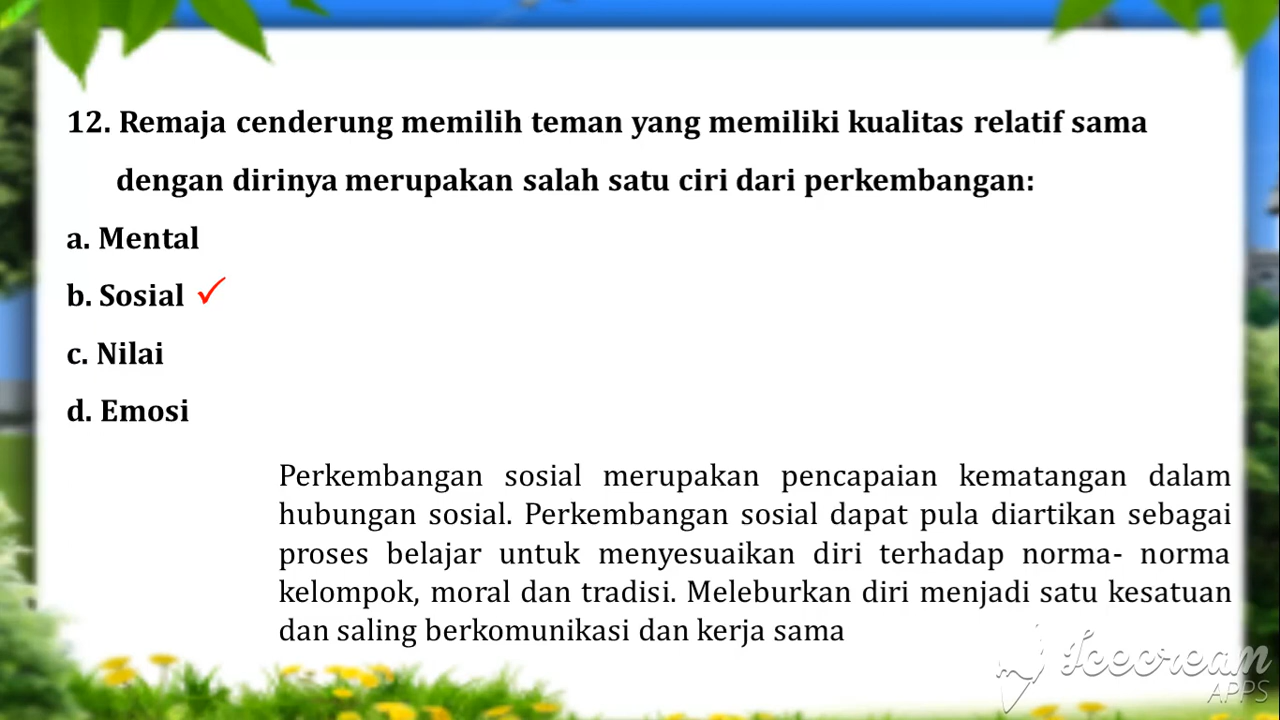 12. Remaja cenderung memilih teman yang memiliki kualitas relatif sama
dengan dirinya merupakan salah satu ciri dari perkembangan:
a. Mental
b. Sosial ✓
c. Nilai
d. Emosi
Perkembangan sosial merupakan pencapaian kematangan dalam
hubungan sosial. Perkembangan sosial dapat pula diartikan sebagai
proses belajar untuk menyesuaikan diri terhadap norma- norma
kelompok, moral dan tradisi. Meleburkan diri menjadi satu kesatuan
dan saling berkomunikasi dan kerja sama
Icecream
APPS